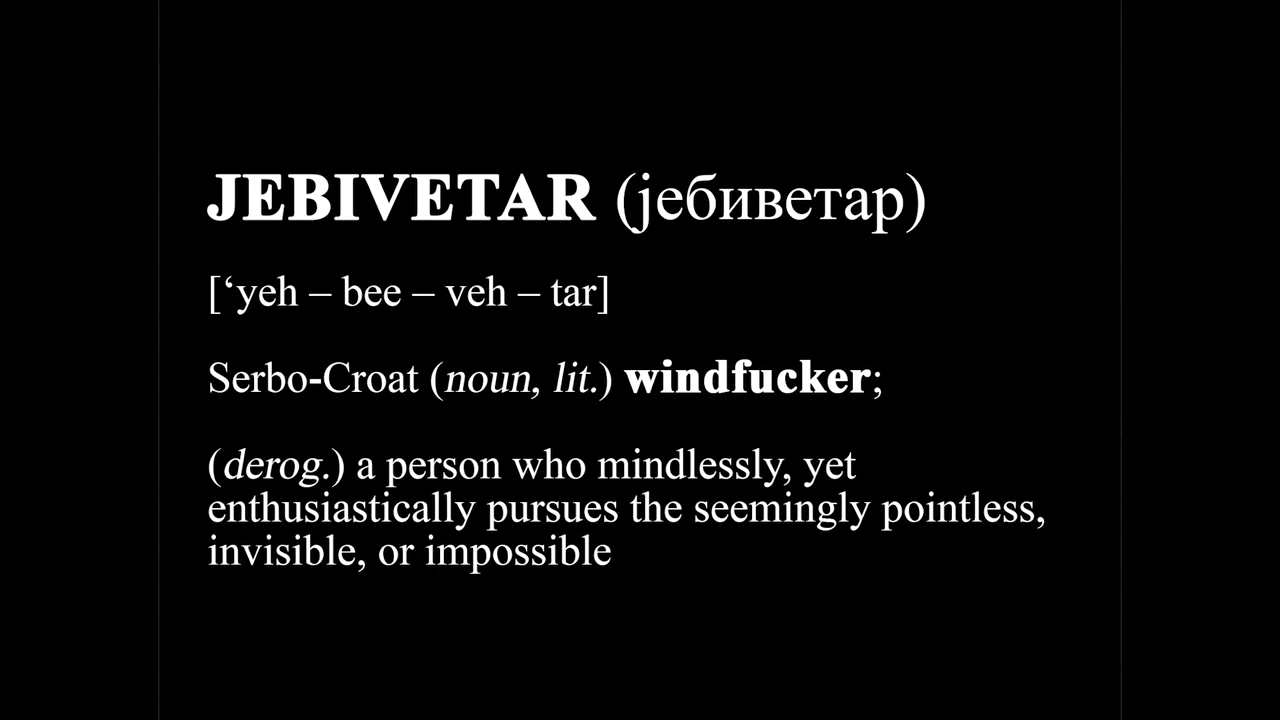 JEBIVETAR (јебиветар)
[‘yeh – bee – veh – tar]
Serbo-Croat (noun, lit.) windfucker;
(derog.) a person who mindlessly, yet
enthusiastically pursues the seemingly pointless,
invisible, or impossible